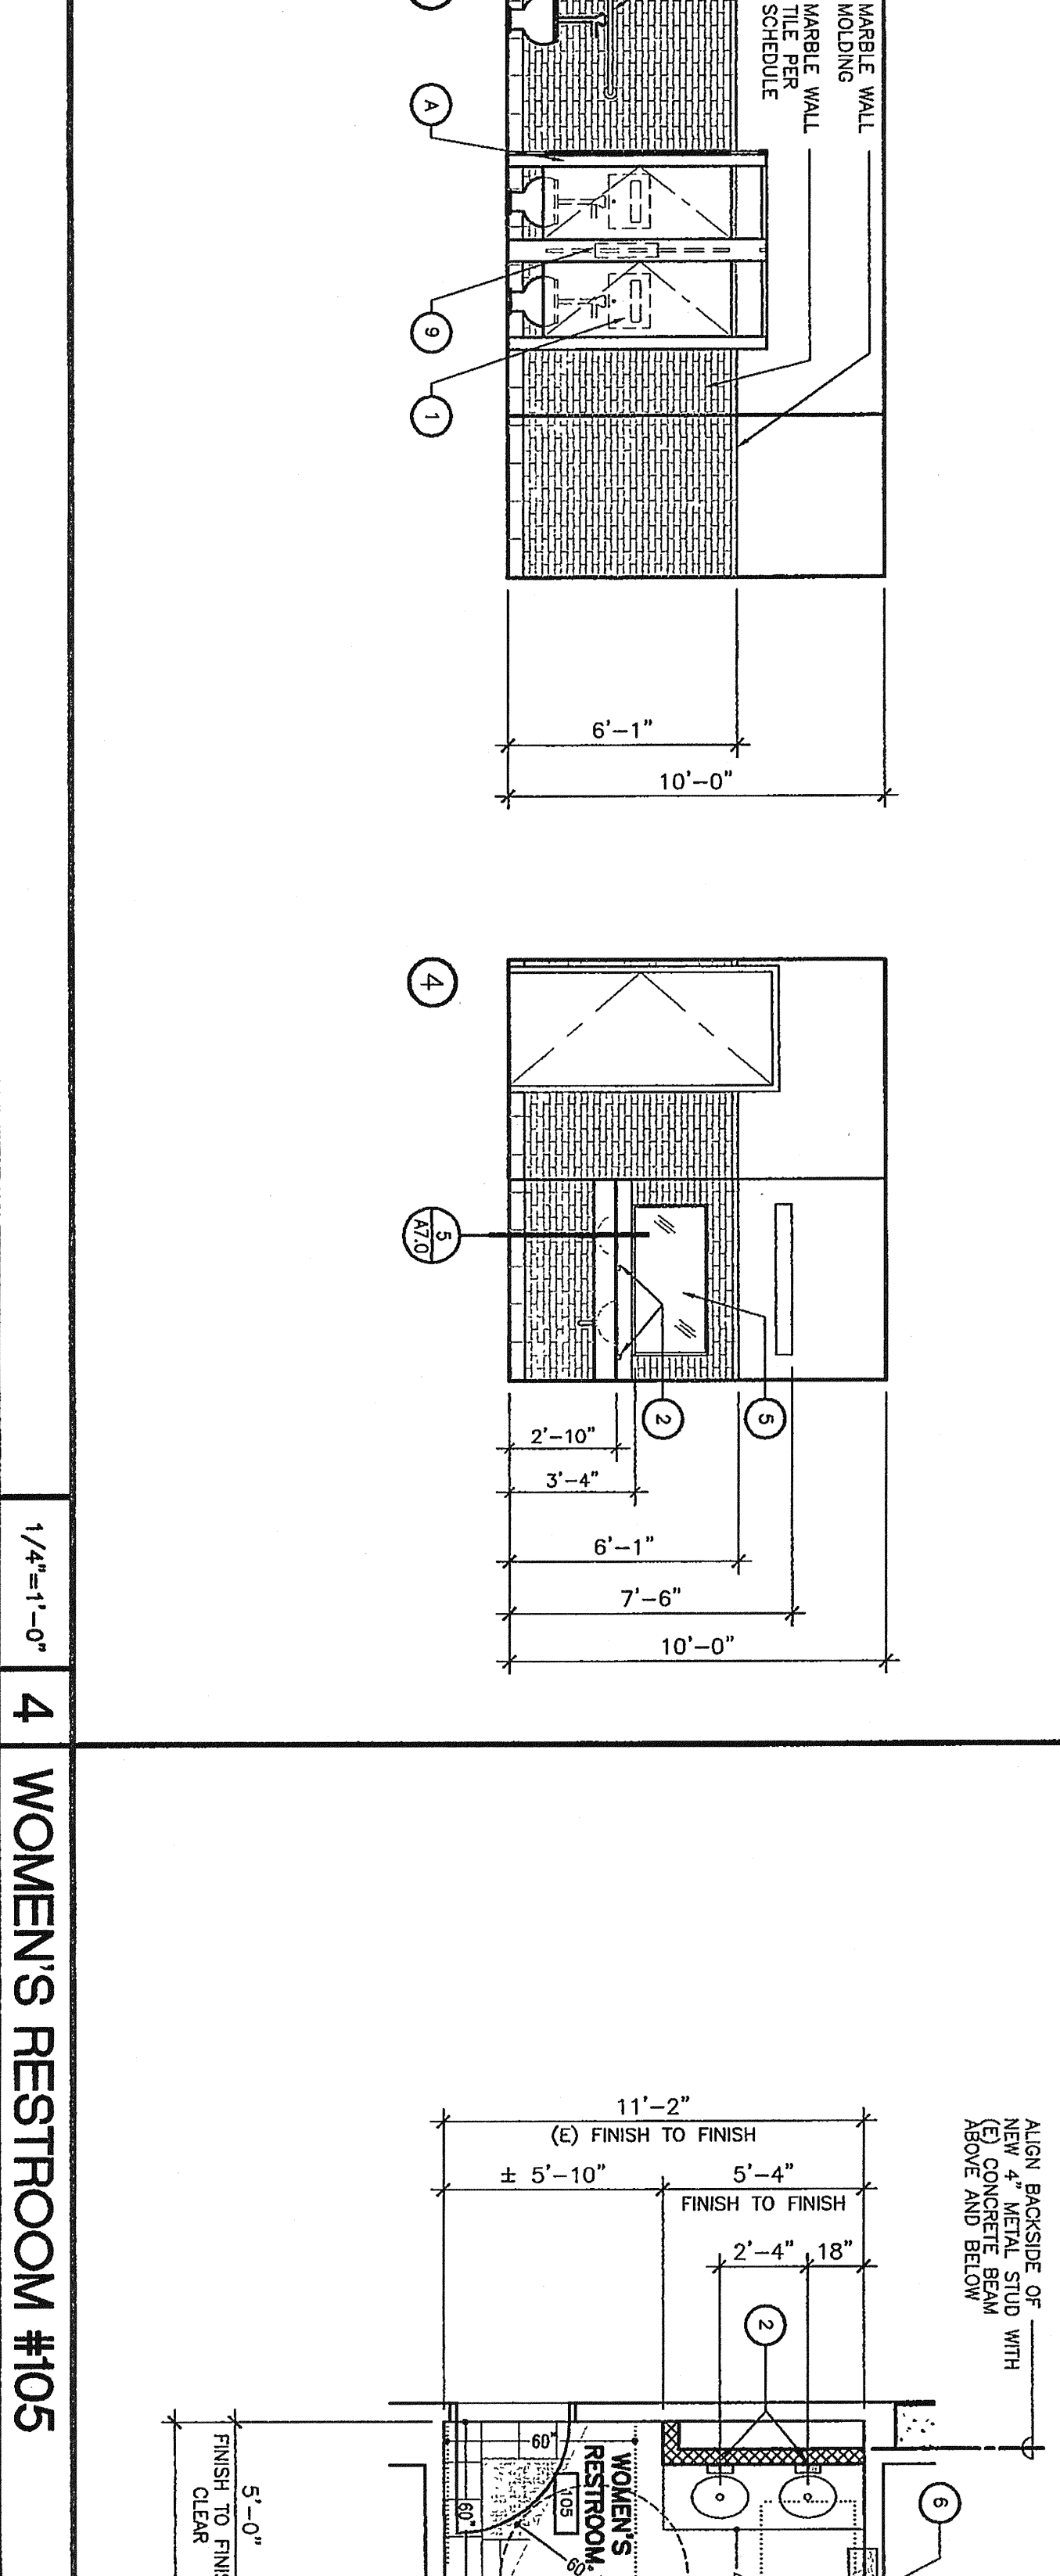 MARBLE WALL
MOLDING
MARBLE WALL
TILE PER
SCHEDULE
A
9
1
6'-1"
10'-0"
4
5
A7.0
2
5
2'-10"
3'-4"
6'-1"
7'-6"
10'-0"
1/4"=1'-0"
4
WOMEN'S RESTROOM #105
ALIGN BACKSIDE OF
NEW 4" METAL STUD WITH
(E) CONCRETE BEAM
ABOVE AND BELOW
11'-2"
(E) FINISH TO FINISH
± 5'-10"
5'-4"
FINISH TO FINISH
2'-4"
18"
2
6
60"
WOMEN'S
RESTROOM
105
60"
60"
5'-0"
FINISH TO FINIS
CLEAR